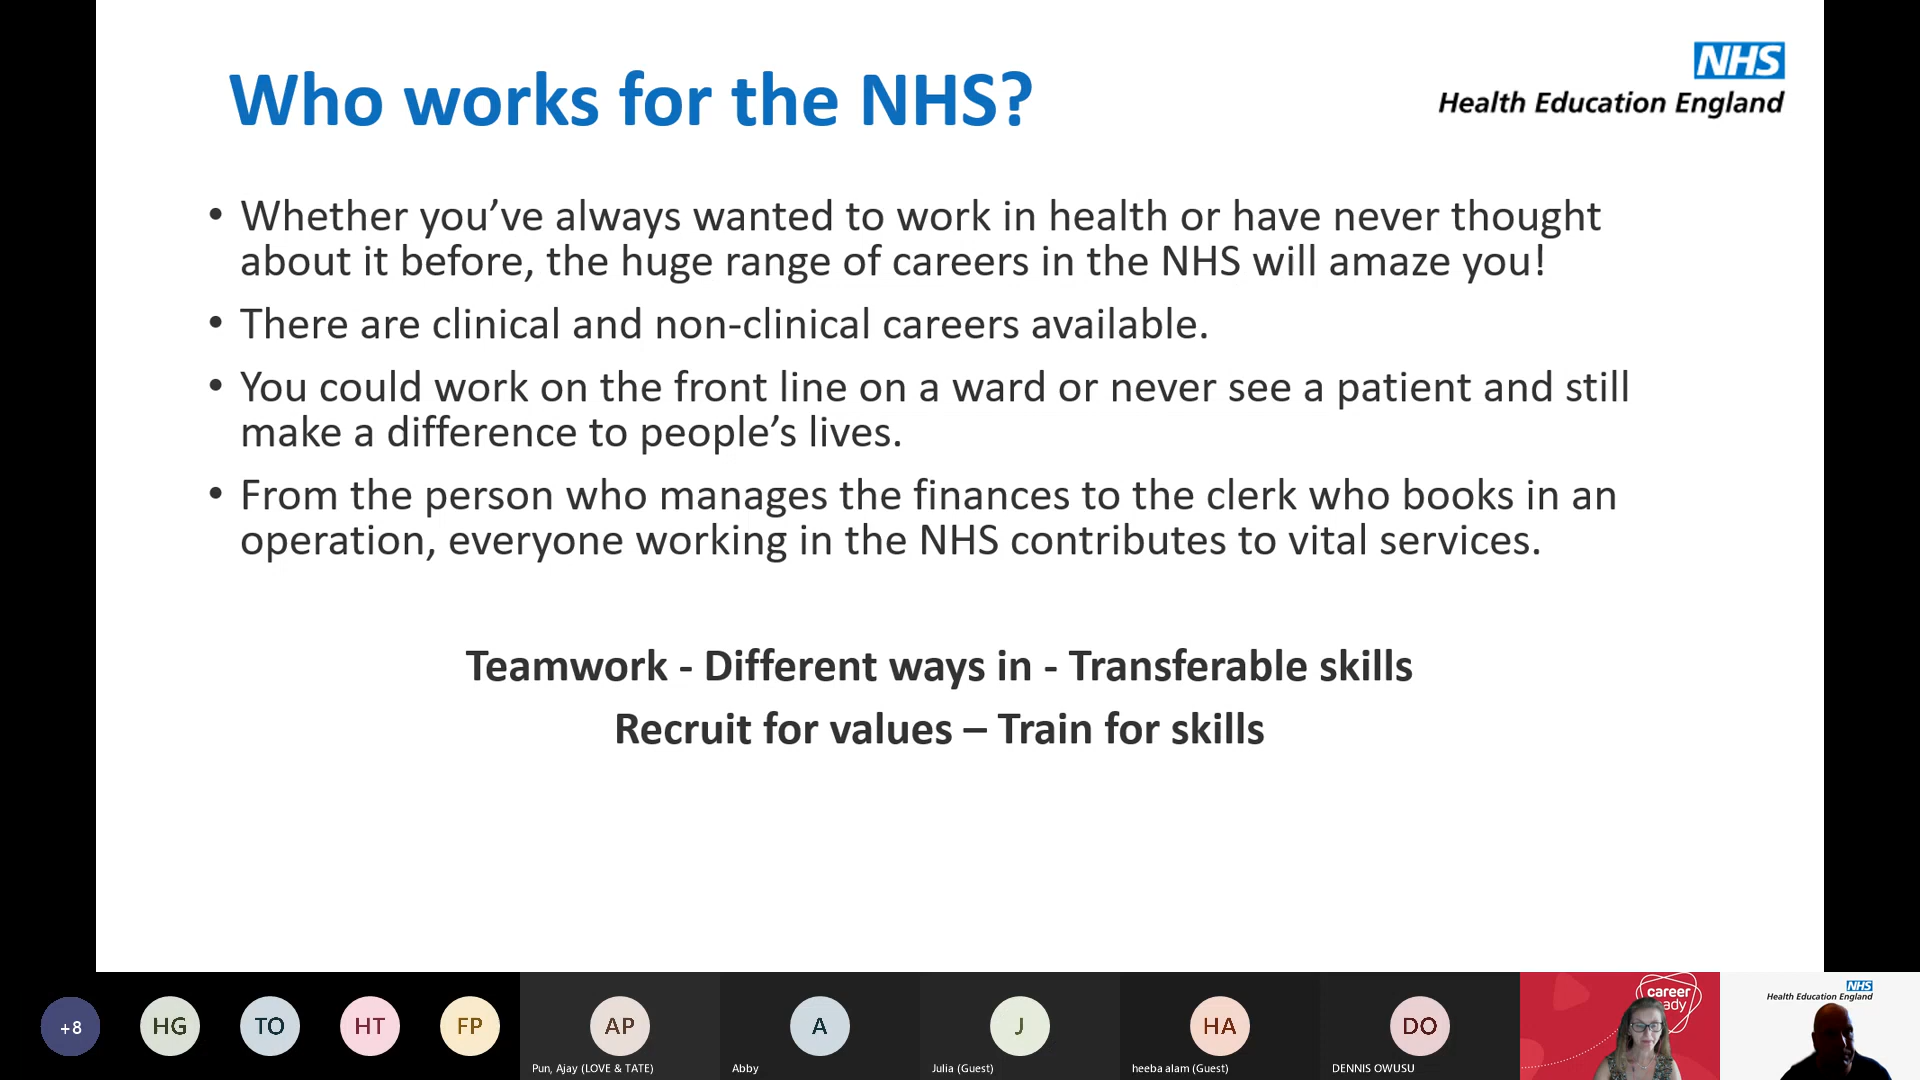 Who works for the NHS?
NHS
Health Education England
• Whether you’ve always wanted to work in health or have never thought
about it before, the huge range of careers in the NHS will amaze you!
• There are clinical and non-clinical careers available.
• You could work on the front line on a ward or never see a patient and still
make a difference to people’s lives.
• From the person who manages the finances to the clerk who books in an
operation, everyone working in the NHS contributes to vital services.
Teamwork - Different ways in - Transferable skills
Recruit for values – Train for skills
+8
HG
TO
HT
FP
AP
Pun, Ajay (LOVE & TATE)
A
Abby
J
Julia (Guest)
HA
heeba alam (Guest)
DO
DENNIS OWUSU
career
NHS
Health Education England